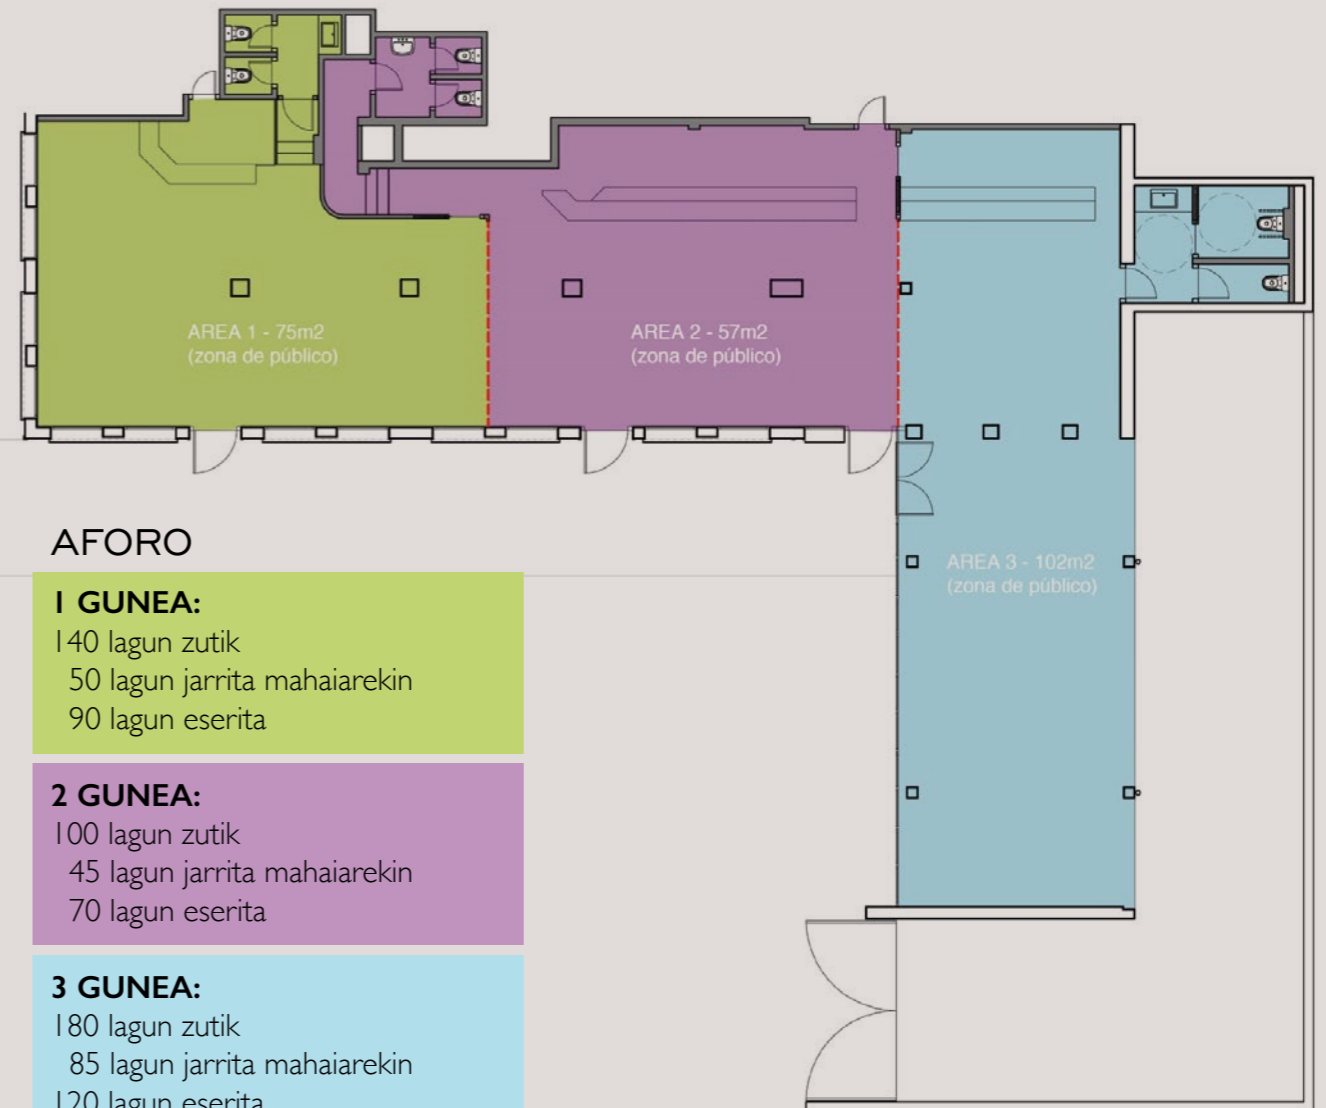 AREA 1 - 75m2
(zona de público)
AREA 2 - 57m2
(zona de público)
AREA 3 - 102m2
(zona de público)
AFORO
1 GUNEA:
140 lagun zutik
50 lagun jarrita mahaiarekin
90 lagun eserita
2 GUNEA:
100 lagun zutik
45 lagun jarrita mahaiarekin
70 lagun eserita
3 GUNEA:
180 lagun zutik
85 lagun jarrita mahaiarekin
120 lagun eserita